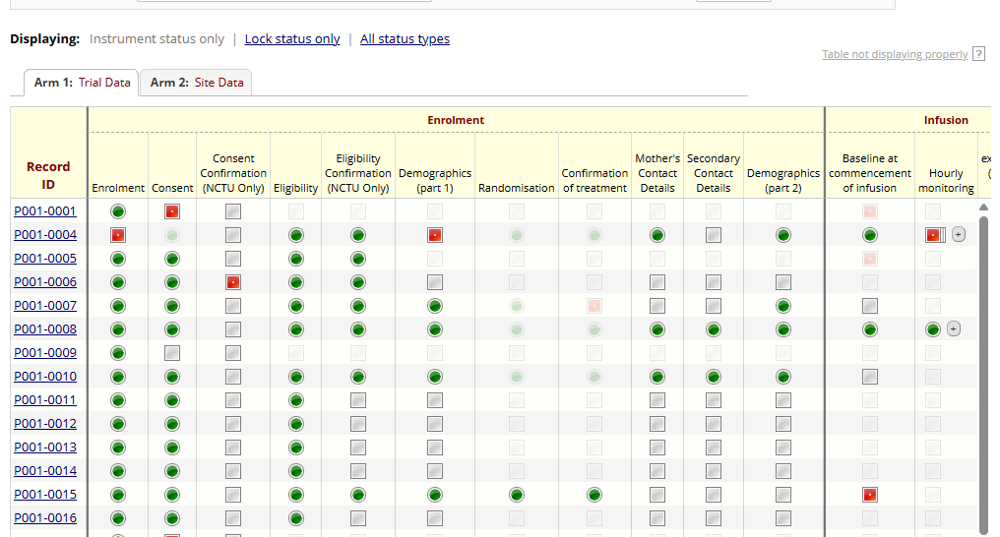 Displaying: Instrument status only | Lock status only | All status types
Table not displaying properly ?
Arm 1: Trial Data Arm 2: Site Data
Enrolment Infusion
Record ID
Enrolment
Consent
Consent Confirmation (NCTU Only)
Eligibility
Eligibility Confirmation (NCTU Only)
Demographics (part 1)
Randomisation
Confirmation of treatment
Mother's Contact Details
Secondary Contact Details
Demographics (part 2)
Baseline at commencement of infusion
Hourly monitoring
P001-0001
P001-0004 +
P001-0005
P001-0006
P001-0007
P001-0008 +
P001-0009
P001-0010
P001-0011
P001-0012
P001-0013
P001-0014
P001-0015
P001-0016